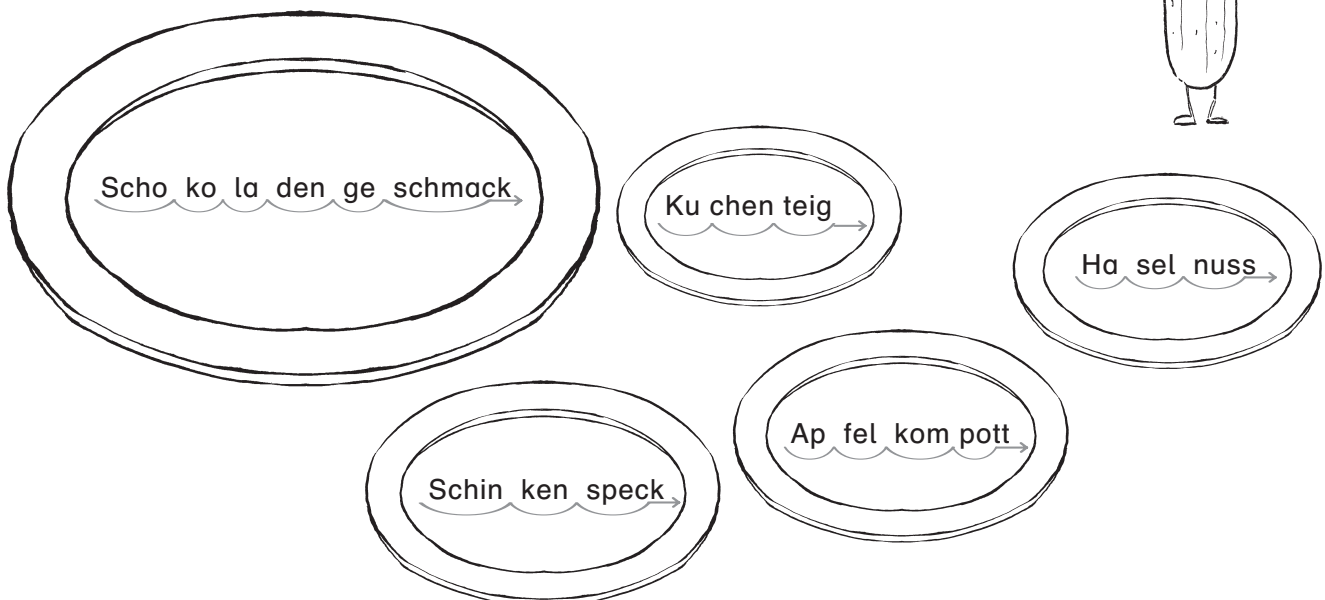 Scho ko la den ge schmack
Ku chen teig
Ha sel nuss
Ap fel kom pott
Schin ken speck